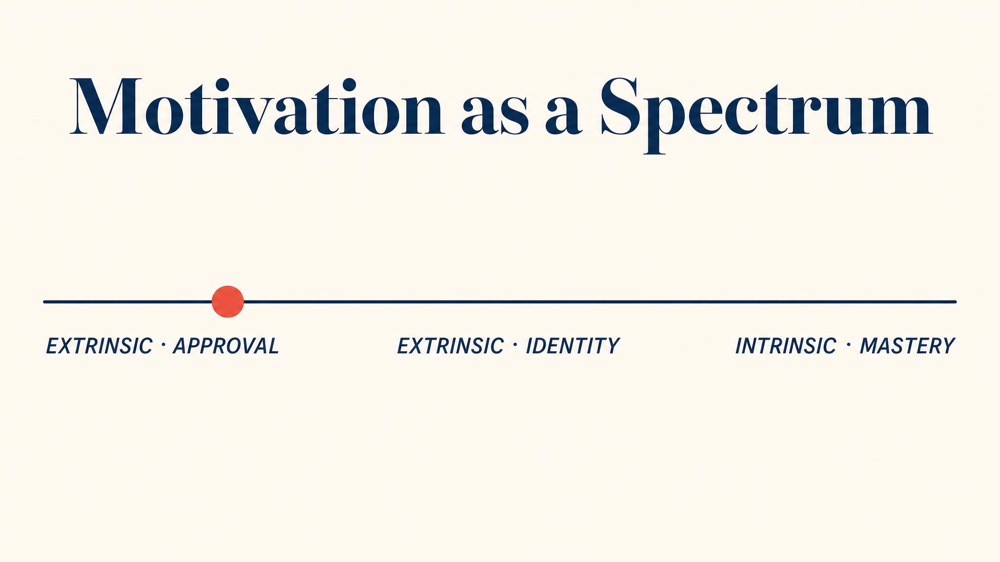 Motivation as a Spectrum
EXTRINSIC · APPROVAL
EXTRINSIC · IDENTITY
INTRINSIC · MASTERY